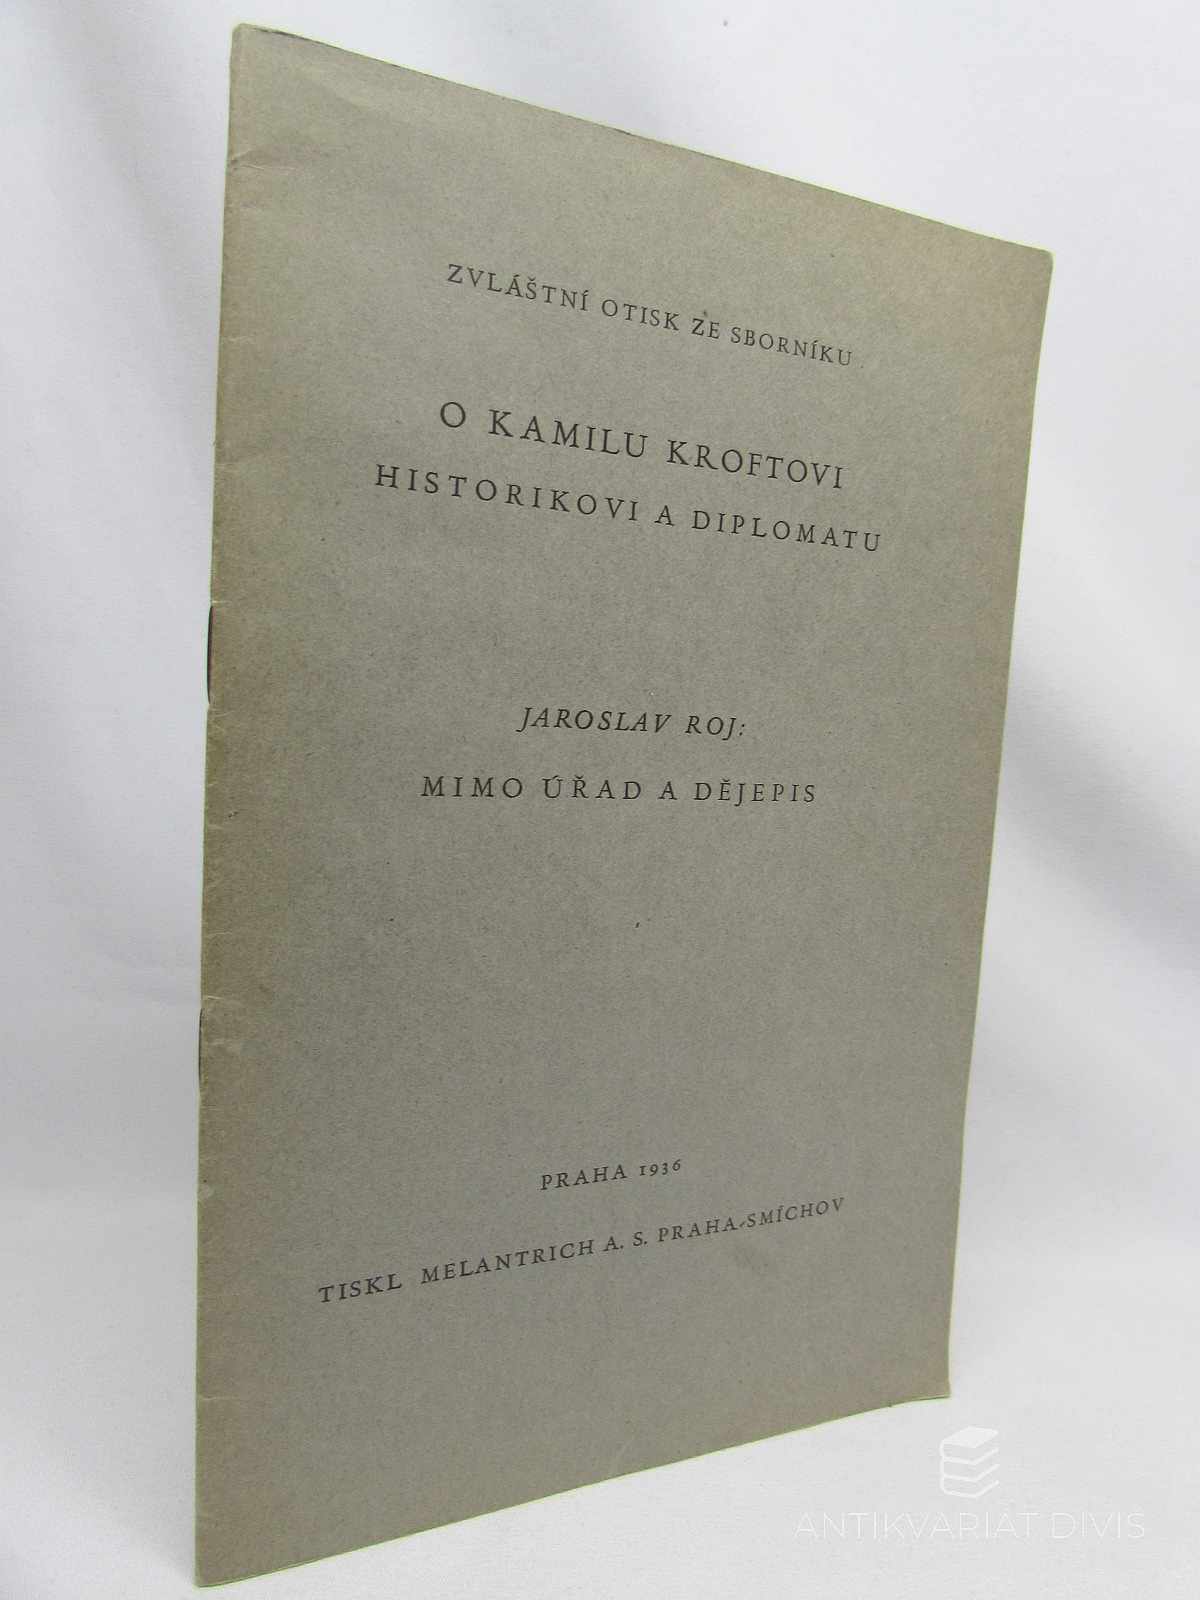 ZVLÁŠTNÍ OTISK ZE SBORNÍKU
O KAMILU KROFTOVI
HISTORIKOVI A DIPLOMATU
JAROSLAV ROJ:
MIMO ÚŘAD A DĚJEPIS
PRAHA 1936
TISKL MELANTRICH A. S. PRAHA-SMÍCHOV
ANTIKVARIÁT DIVIŠ